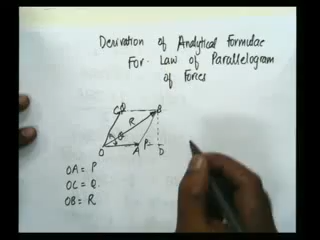 Derivation of Analytical Formulae
For Law of Parallelogram
of Forces
C Q B
R
O A P D
OA = P
OC = Q
OB = R